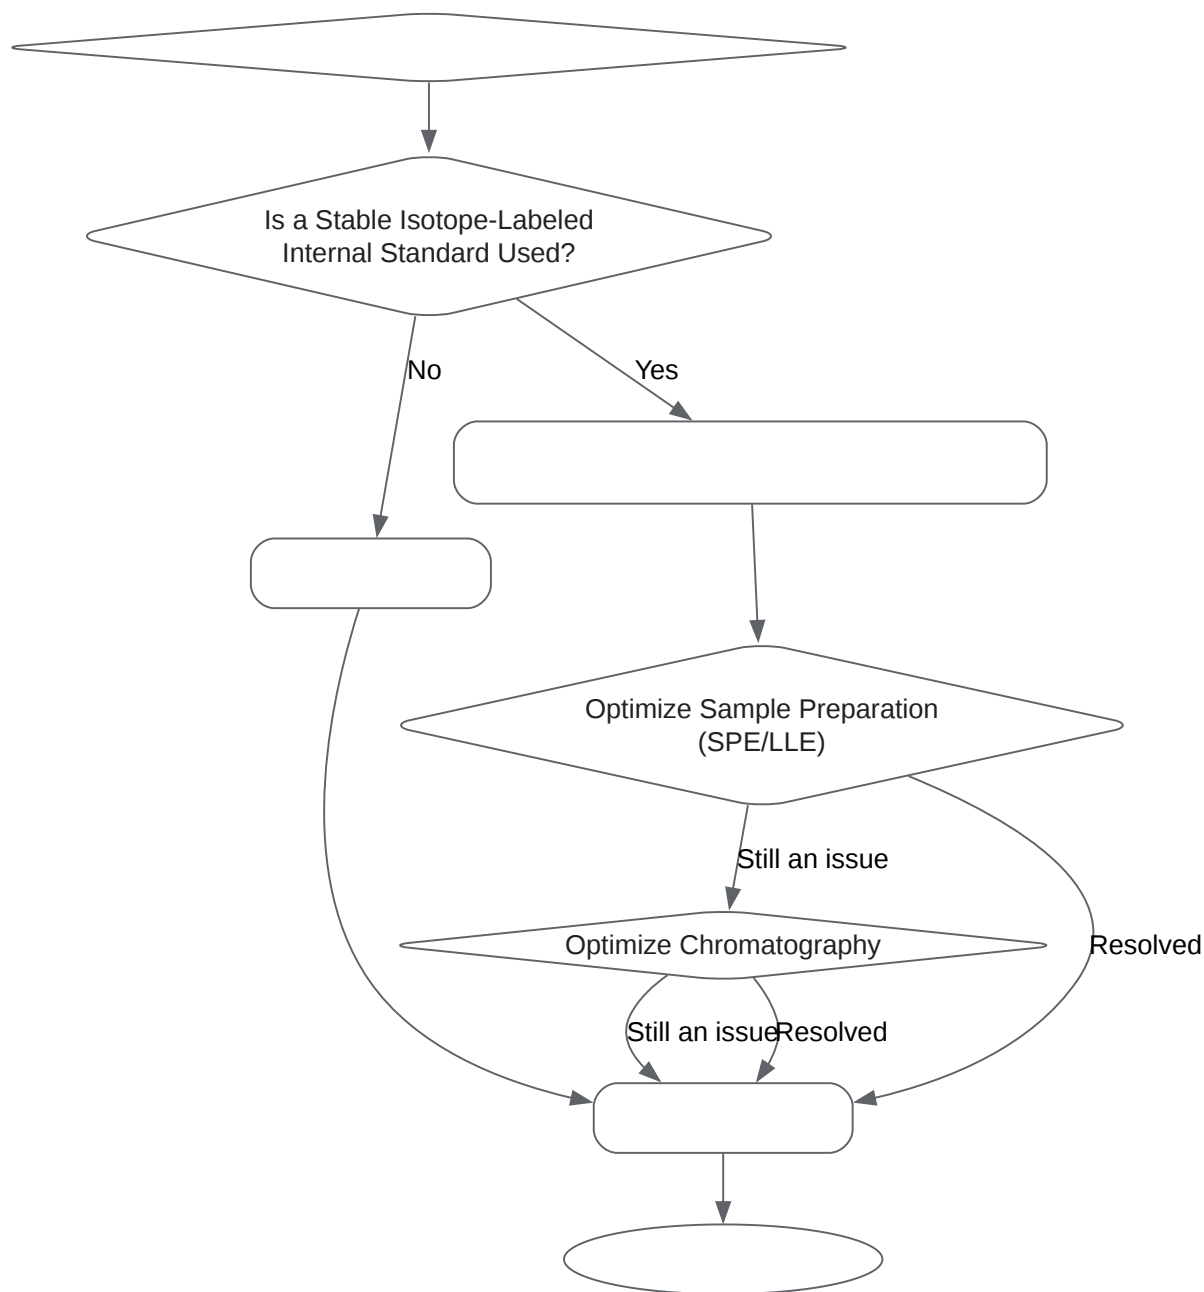 Is a Stable Isotope-Labeled
Internal Standard Used?
No
Yes
Optimize Sample Preparation
(SPE/LLE)
Still an issue
Optimize Chromatography
Resolved
Still an issue
Resolved